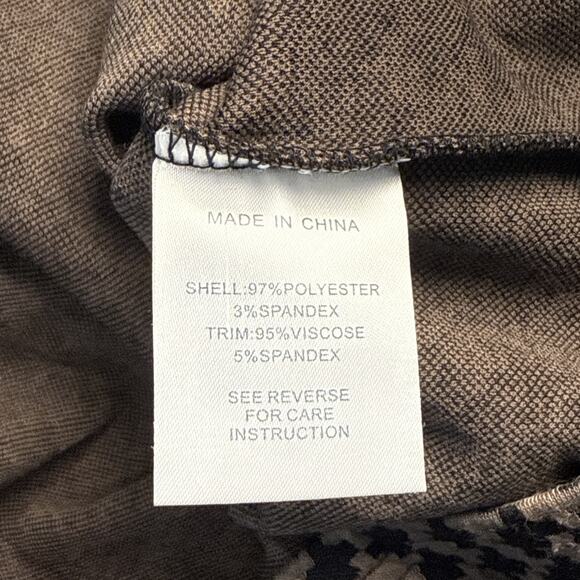 MADE IN CHINA
SHELL:97%POLYESTER
3%SPANDEX
TRIM:95%VISCOSE
5%SPANDEX
SEE REVERSE
FOR CARE
INSTRUCTION